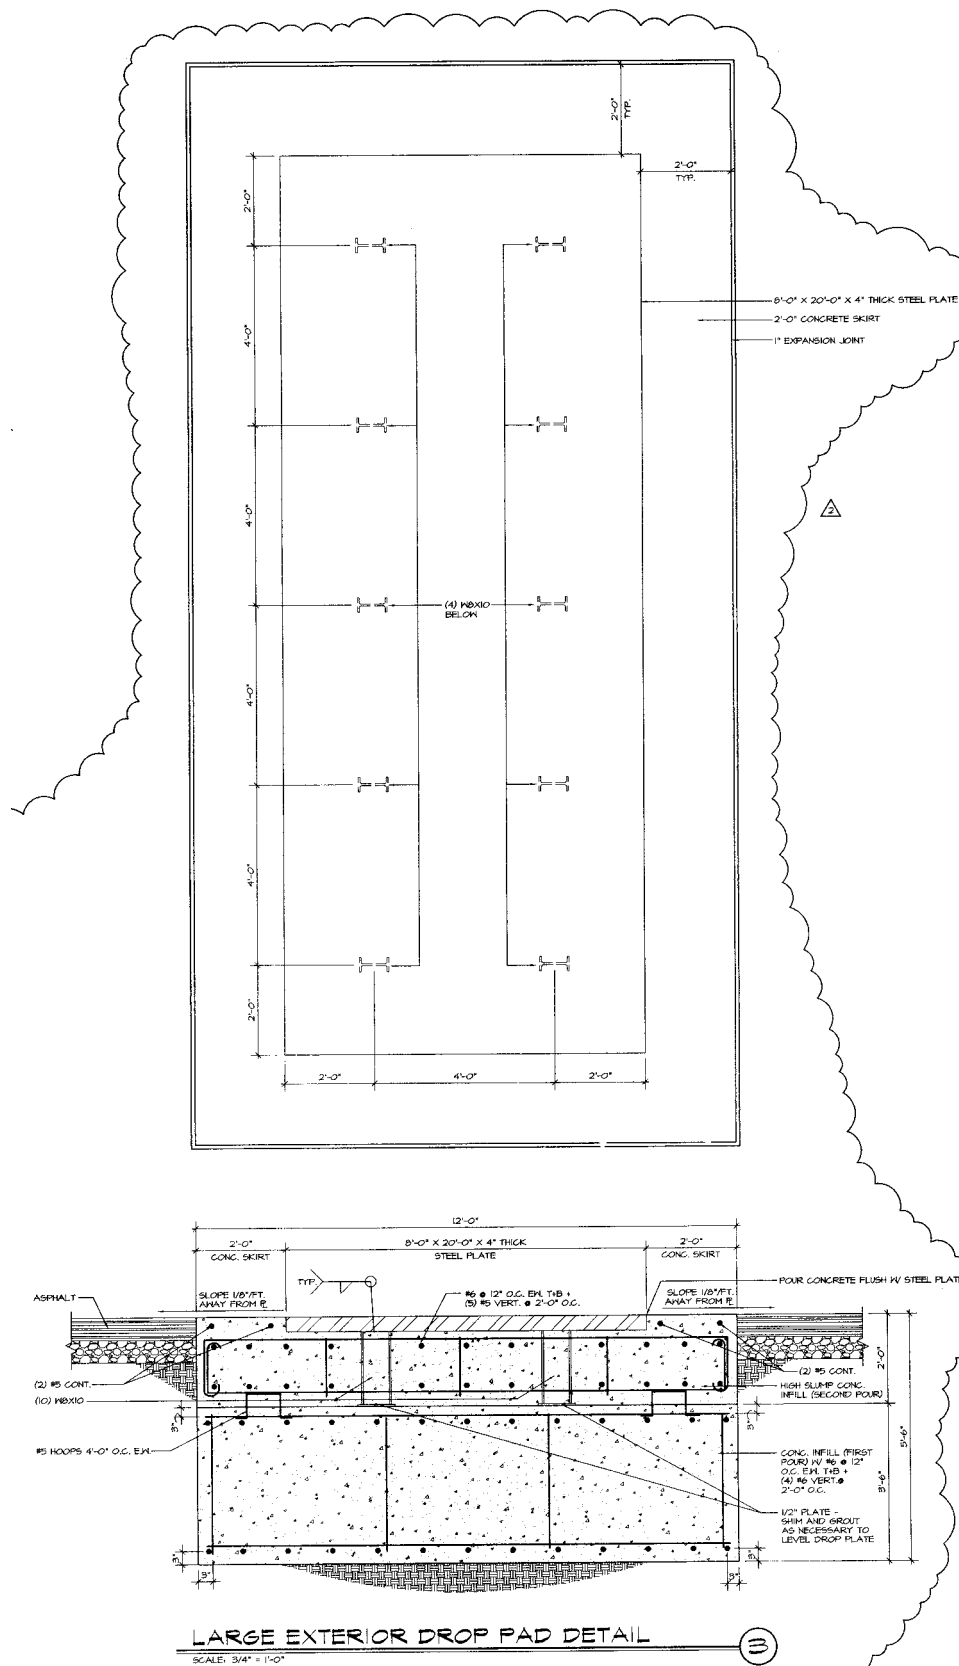 2'-0"
TYP.
2'-0"
TYP.
2'-0"
4'-0"
8'-0" X 20'-0" X 4" THICK STEEL PLATE
2'-0" CONCRETE SKIRT
1" EXPANSION JOINT
4'-0"
2
(4) W8X10
BELOW
4'-0"
4'-0"
2'-0"
2'-0"
4'-0"
2'-0"
12'-0"
2'-0"
CONC. SKIRT
8'-0" X 20'-0" X 4" THICK
STEEL PLATE
2'-0"
CONC. SKIRT
TYP.
POUR CONCRETE FLUSH W/ STEEL PLATE
ASPHALT
SLOPE 1/8"/FT.
AWAY FROM PL
#6 @ 12" O.C. EW. T+B +
(5) #5 VERT. @ 2'-0" O.C.
SLOPE 1/8"/FT.
AWAY FROM PL
2'-0"
(2) #5 CONT.
(2) #5 CONT.
(10) W8X10
HIGH SLUMP CONC.
INFILL (SECOND POUR)
3"
3"
5'-6"
#5 HOOPS 4'-0" O.C. E.W.
CONC. INFILL (FIRST
POUR) W/ #6 @ 12"
O.C. E.W. T+B +
(4) #6 VERT. @
2'-0" O.C.
3'-6"
1/2" PLATE -
SHIM AND GROUT
AS NECESSARY TO
LEVEL DROP PLATE
3"
3"
3"
3"
LARGE EXTERIOR DROP PAD DETAIL
3
SCALE: 3/4" = 1'-0"